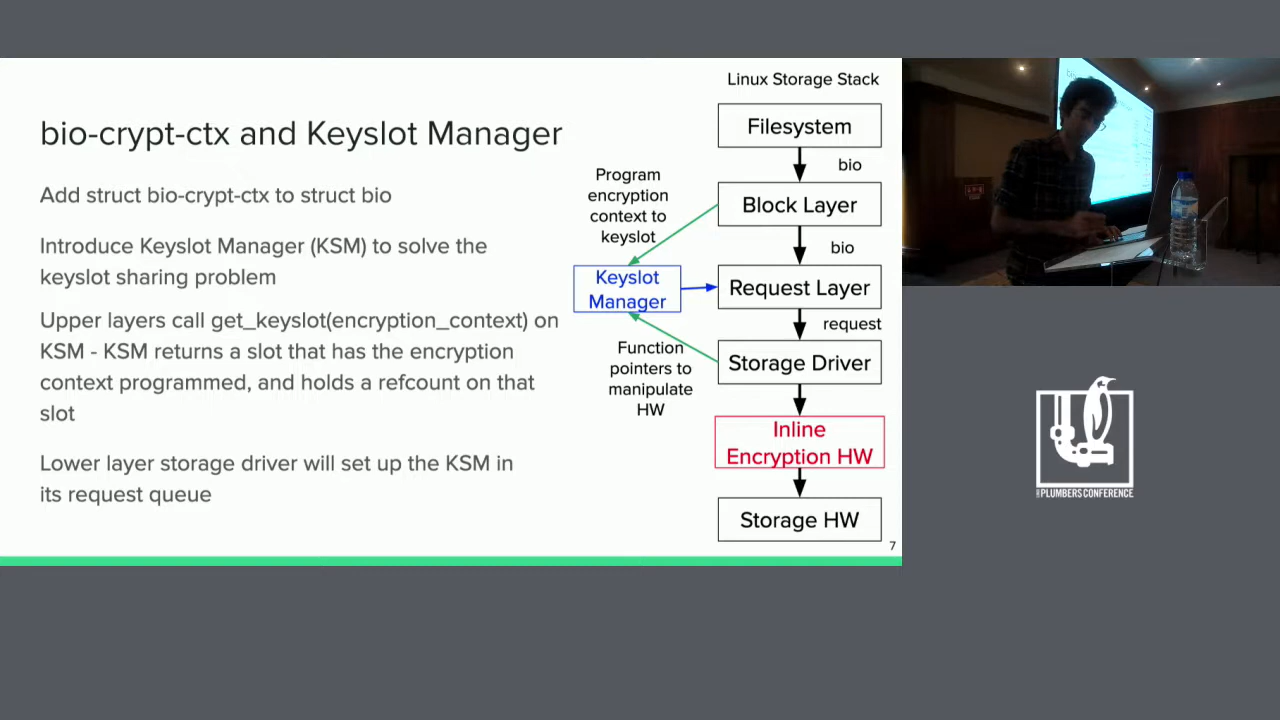 bio-crypt-ctx and Keyslot Manager
Add struct bio-crypt-ctx to struct bio
Introduce Keyslot Manager (KSM) to solve the
keyslot sharing problem
Upper layers call get_keyslot(encryption_context) on
KSM - KSM returns a slot that has the encryption
context programmed, and holds a refcount on that
slot
Lower layer storage driver will set up the KSM in
its request queue
Linux Storage Stack
Filesystem
bio
Program
encryption
context to
keyslot
Block Layer
bio
Keyslot
Manager
Request Layer
request
Function
pointers to
manipulate
HW
Storage Driver
Inline
Encryption HW
Storage HW
7
PLUMBERS CONFERENCE